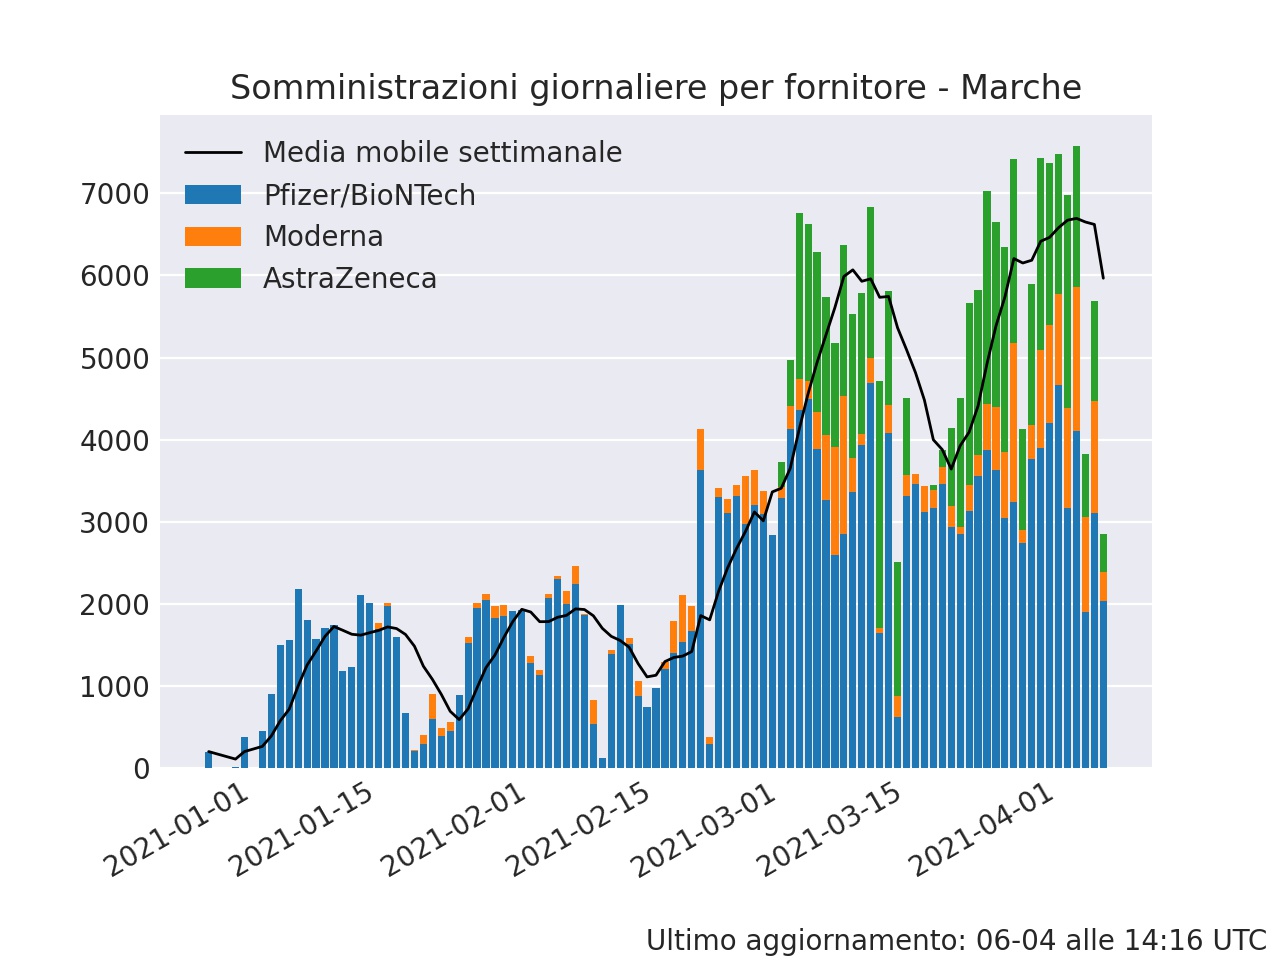 Somministrazioni giornaliere per fornitore - Marche
Media mobile settimanale
Pfizer/BioNTech
Moderna
AstraZeneca
7000
6000
5000
4000
3000
2000
1000
0
2021-01-01
2021-01-15
2021-02-01
2021-02-15
2021-03-01
2021-03-15
2021-04-01
Ultimo aggiornamento: 06-04 alle 14:16 UTC